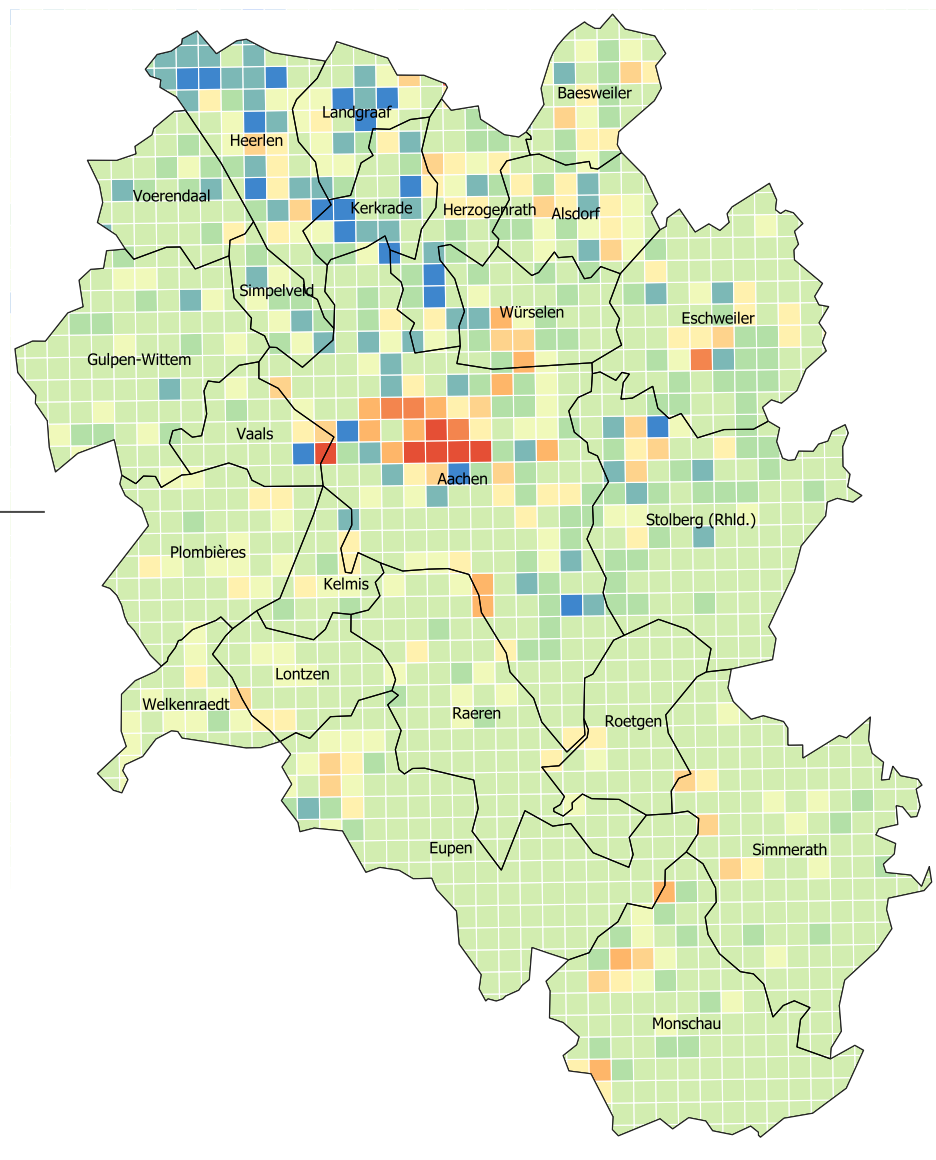 Baesweiler
Landgraaf
Heerlen
Voerendaal
Kerkrade
Herzogenrath
Alsdorf
Simpelveld
Würselen
Eschweiler
Gulpen-Wittem
Vaals
Aachen
Stolberg (Rhld.)
Plombières
Kelmis
Lontzen
Welkenraedt
Raeren
Roetgen
Eupen
Simmerath
Monschau